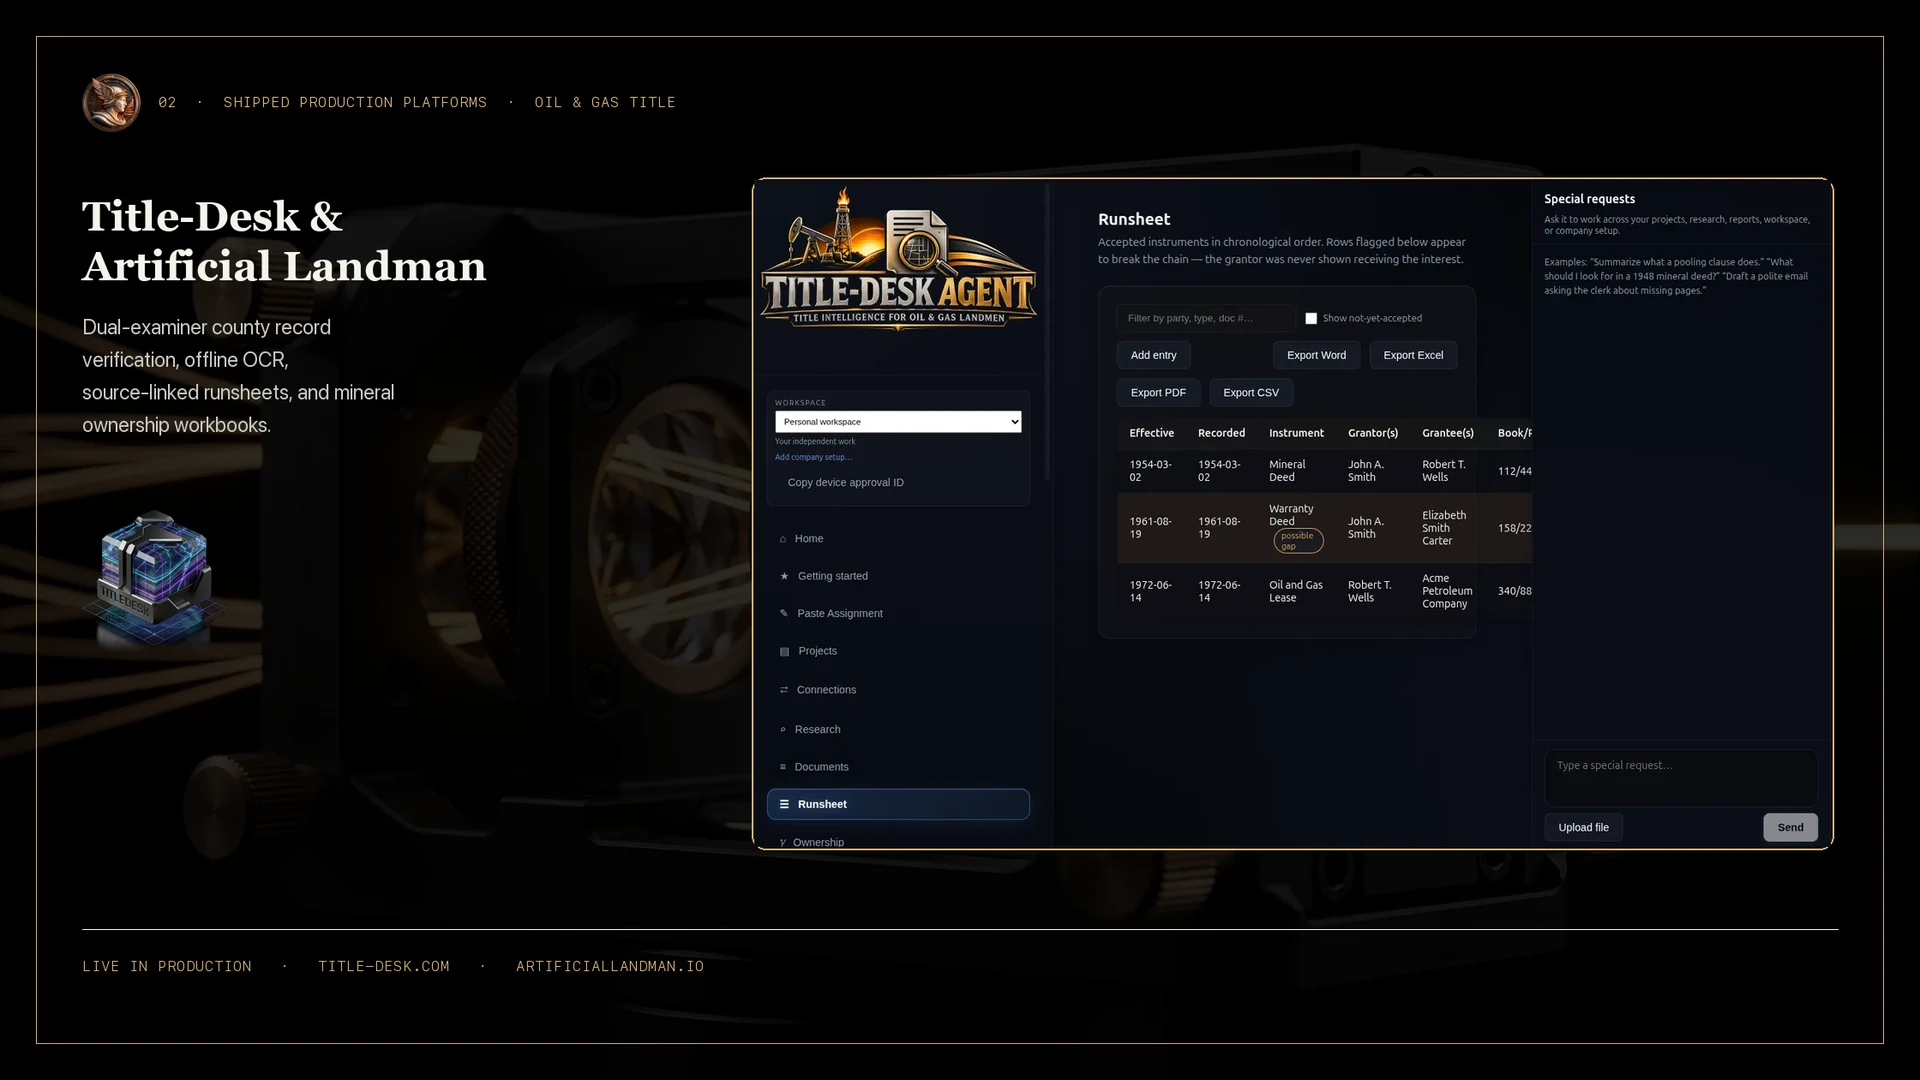 02 · SHIPPED PRODUCTION PLATFORMS · OIL & GAS TITLE
Title-Desk &
Artificial Landman
Dual-examiner county record
verification, offline OCR,
source-linked runsheets, and mineral
ownership workbooks.
TITLEDESK
TITLE-DESK AGENT
TITLE INTELLIGENCE FOR OIL & GAS LANDMEN
WORKSPACE
Personal workspace
Your independent work
Add company setup...
Copy device approval ID
Home
Getting started
Paste Assignment
Projects
Connections
Research
Documents
Runsheet
Ownership
Runsheet
Accepted instruments in chronological order. Rows flagged below appear
to break the chain — the grantor was never shown receiving the interest.
Filter by party, type, doc #...
Show not-yet-accepted
Add entry
Export Word
Export Excel
Export PDF
Export CSV
Effective Recorded Instrument Grantor(s) Grantee(s) Book/P
1954-03- 1954-03- Mineral John A. Robert T. 112/44
02 02 Deed Smith Wells
Warranty
Deed
possible
gap
1961-08- 1961-08- John A. Elizabeth 158/22
19 19 Smith Smith
Carter
1972-06- 1972-06- Oil and Gas Robert T. Acme 340/88
14 14 Lease Wells Petroleum
Company
Special requests
Ask it to work across your projects, research, reports, workspace,
or company setup.
Examples: “Summarize what a pooling clause does.” “What
should I look for in a 1948 mineral deed?” “Draft a polite email
asking the clerk about missing pages.”
Type a special request...
Upload file
Send
LIVE IN PRODUCTION · TITLE-DESK.COM · ARTIFICIALLANDMAN.IO